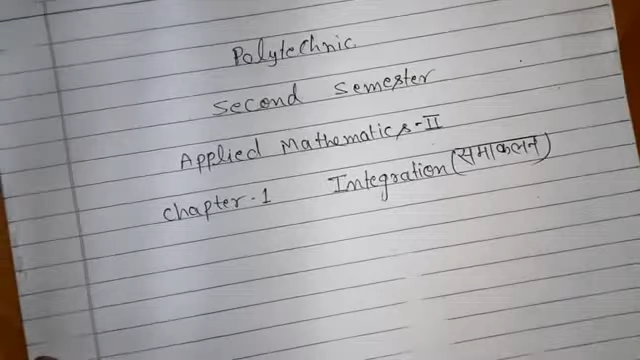 Polytechnic
Second Semester
Applied Mathematics-II
Chapter-1 Integration (समाकलन)